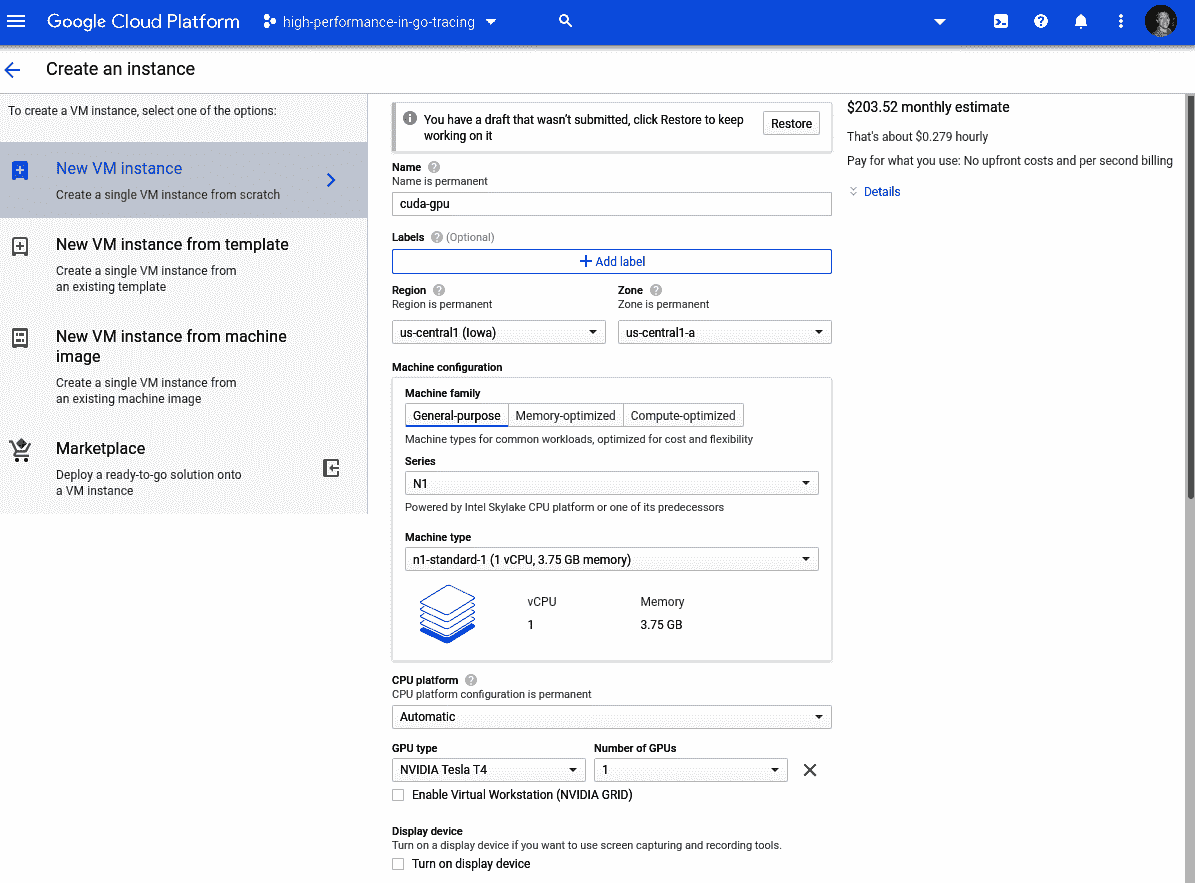 Google Cloud Platform high-performance-in-go-tracing
Create an instance
To create a VM instance, select one of the options:
New VM instance
Create a single VM instance from scratch
New VM instance from template
Create a single VM instance from
an existing template
New VM instance from machine
image
Create a single VM instance from
an existing machine image
Marketplace
Deploy a ready-to-go solution onto
a VM instance
You have a draft that wasn't submitted, click Restore to keep
working on it
Restore
Name
Name is permanent
cuda-gpu
Labels (Optional)
Add label
Region
Region is permanent
us-central1 (Iowa)
Zone
Zone is permanent
us-central1-a
Machine configuration
Machine family
General-purpose Memory-optimized Compute-optimized
Machine types for common workloads, optimized for cost and flexibility
Series
N1
Powered by Intel Skylake CPU platform or one of its predecessors
Machine type
n1-standard-1 (1 vCPU, 3.75 GB memory)
vCPU Memory
1 3.75 GB
CPU platform
CPU platform configuration is permanent
Automatic
GPU type Number of GPUs
NVIDIA Tesla T4 1
Enable Virtual Workstation (NVIDIA GRID)
Display device
Turn on a display device if you want to use screen capturing and recording tools.
Turn on display device
$203.52 monthly estimate
That's about $0.279 hourly
Pay for what you use: No upfront costs and per second billing
Details